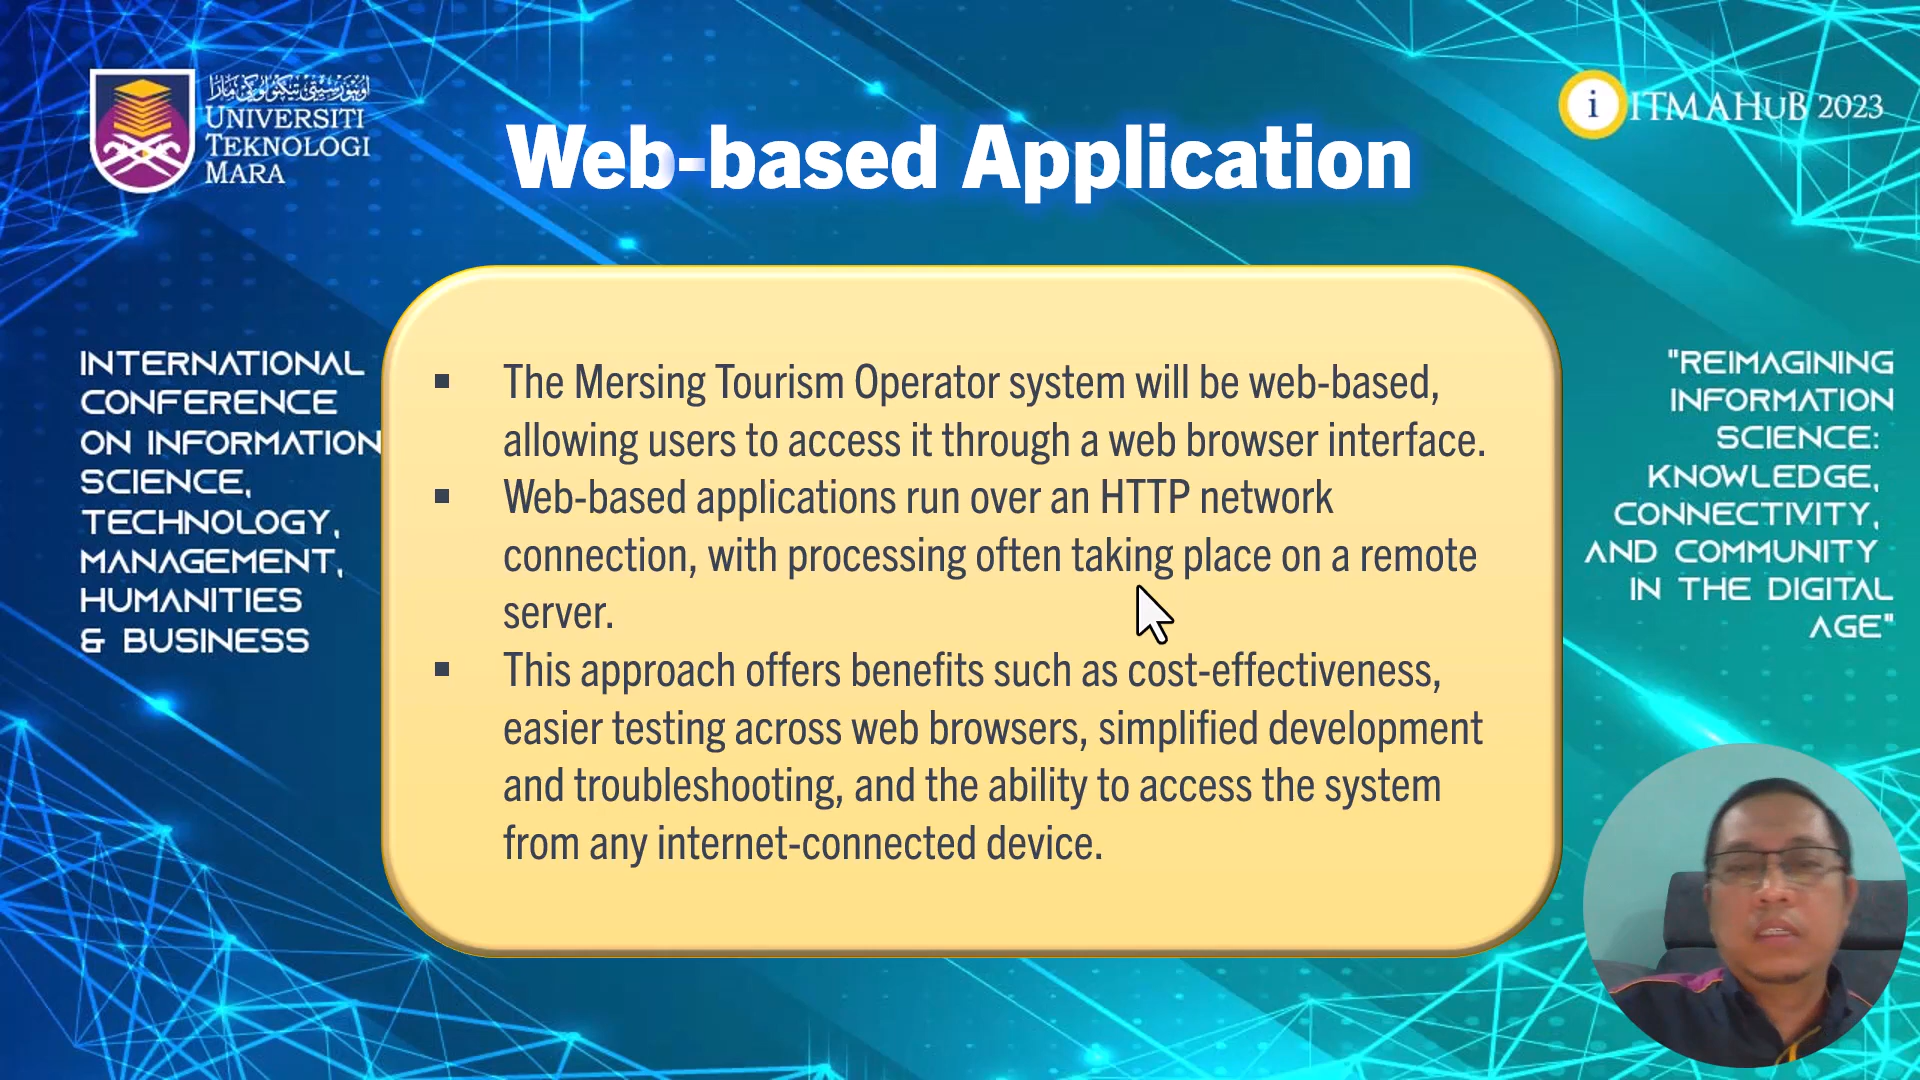 اونيۏرسيتي تيكنولوڬي مارا
UNIVERSITI
TEKNOLOGI
MARA
Web-based Application
i ITMAHuB 2023
INTERNATIONAL
CONFERENCE
ON INFORMATION
SCIENCE,
TECHNOLOGY,
MANAGEMENT,
HUMANITIES
& BUSINESS
▪ The Mersing Tourism Operator system will be web-based,
allowing users to access it through a web browser interface.
▪ Web-based applications run over an HTTP network
connection, with processing often taking place on a remote
server.
▪ This approach offers benefits such as cost-effectiveness,
easier testing across web browsers, simplified development
and troubleshooting, and the ability to access the system
from any internet-connected device.
"REIMAGINING
INFORMATION
SCIENCE:
KNOWLEDGE,
CONNECTIVITY,
AND COMMUNITY
IN THE DIGITAL
AGE"